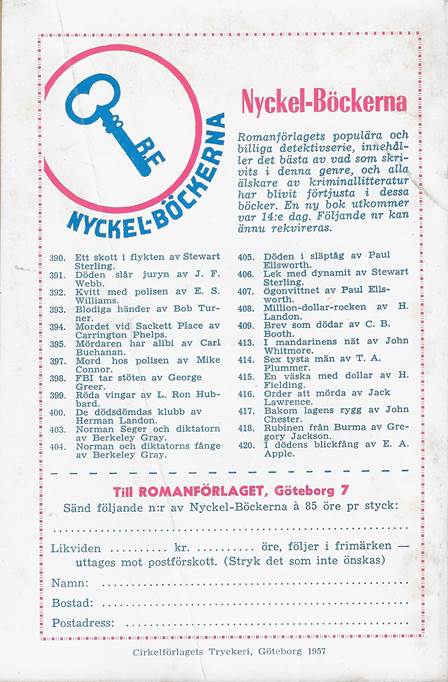 NYCKEL-BÖCKERNA
Nyckel-Böckerna
Romanförlagets populära och
billiga detektivserie, innehål-
ler det bästa av vad som skri-
vits i denna genre, och alla
älskare av kriminallitteratur
har blivit förtjusta i dessa
böcker. En ny bok utkommer
var 14:e dag. Följande nr kan
ännu rekvireras.
390. Ett skott i flykten av Stewart
Sterling.
391. Döden slår juryn av J. F.
Webb.
392. Kvitt med polisen av E. S.
Williams.
393. Blodiga händer av Bob Tur-
ner.
394. Mordet vid Sackett Place av
Carrington Phelps.
395. Mördaren har alibi av Carl
Buchanan.
397. Mord hos polisen av Mike
Connor.
398. FBI tar stöten av George
Greer.
399. Röda vingar av L. Ron Hub-
bard.
400. De dödsdömdas klubb av
Herman Landon.
403. Norman Seger och diktatorn
av Berkeley Gray.
404. Norman och diktatorns fånge
av Berkeley Gray.
405. Döden i släptåg av Paul
Ellsworth.
406. Lek med dynamit av Stewart
Sterling.
407. Ögonvittnet av Paul Ells-
worth.
408. Million-dollar-rocken av H.
Landon.
409. Brev som dödar av C. B.
Booth.
413. I mandarinens nät av John
Whitmore.
414. Sex tysta män av T. A.
Plummer.
415. En väska med dollar av H.
Fielding.
416. Order att mörda av Jack
Lawrence.
417. Bakom lagens rygg av John
Chester.
418. Rubinen från Burma av Gre-
gory Jackson.
420. I dödens blickfång av E. A.
Apple.
Till ROMANFÖRLAGET, Göteborg 7
Sänd följande n:r av Nyckel-Böckerna à 85 öre pr styck:
Likviden .......... kr. .......... öre, följer i frimärken —
uttages mot postförskott. (Stryk det som inte önskas)
Namn:
Bostad:
Postadress:
Cirkelförlagets Tryckeri, Göteborg 1957